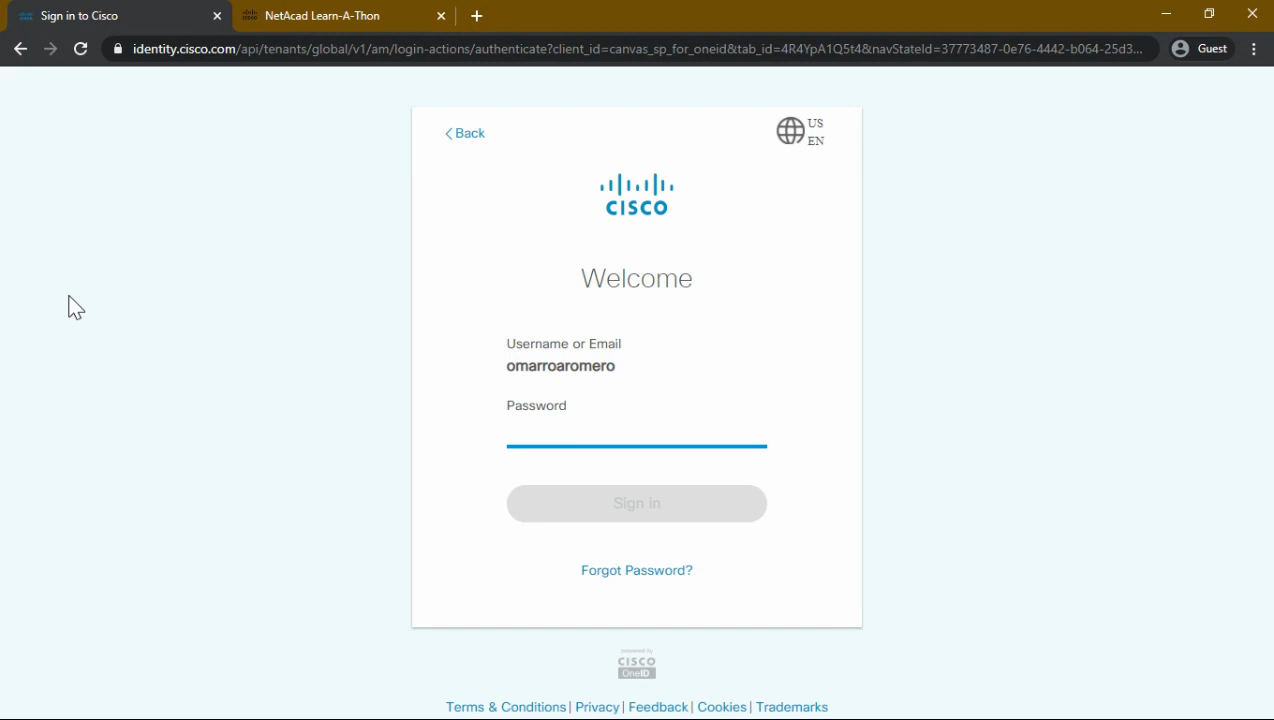 Sign in to Cisco
NetAcad Learn-A-Thon
identity.cisco.com/api/tenants/global/v1/am/login-actions/authenticate?client_id=canvas_sp_for_oneid&tab_id=4R4YpA1Q5t4&navStateId=37773487-0e76-4442-b064-25d3...
Guest
Back
US
EN
CISCO
Welcome
Username or Email
omarroaromero
Password
Sign in
Forgot Password?
powered by
CISCO
OneID
Terms & Conditions | Privacy | Feedback | Cookies | Trademarks